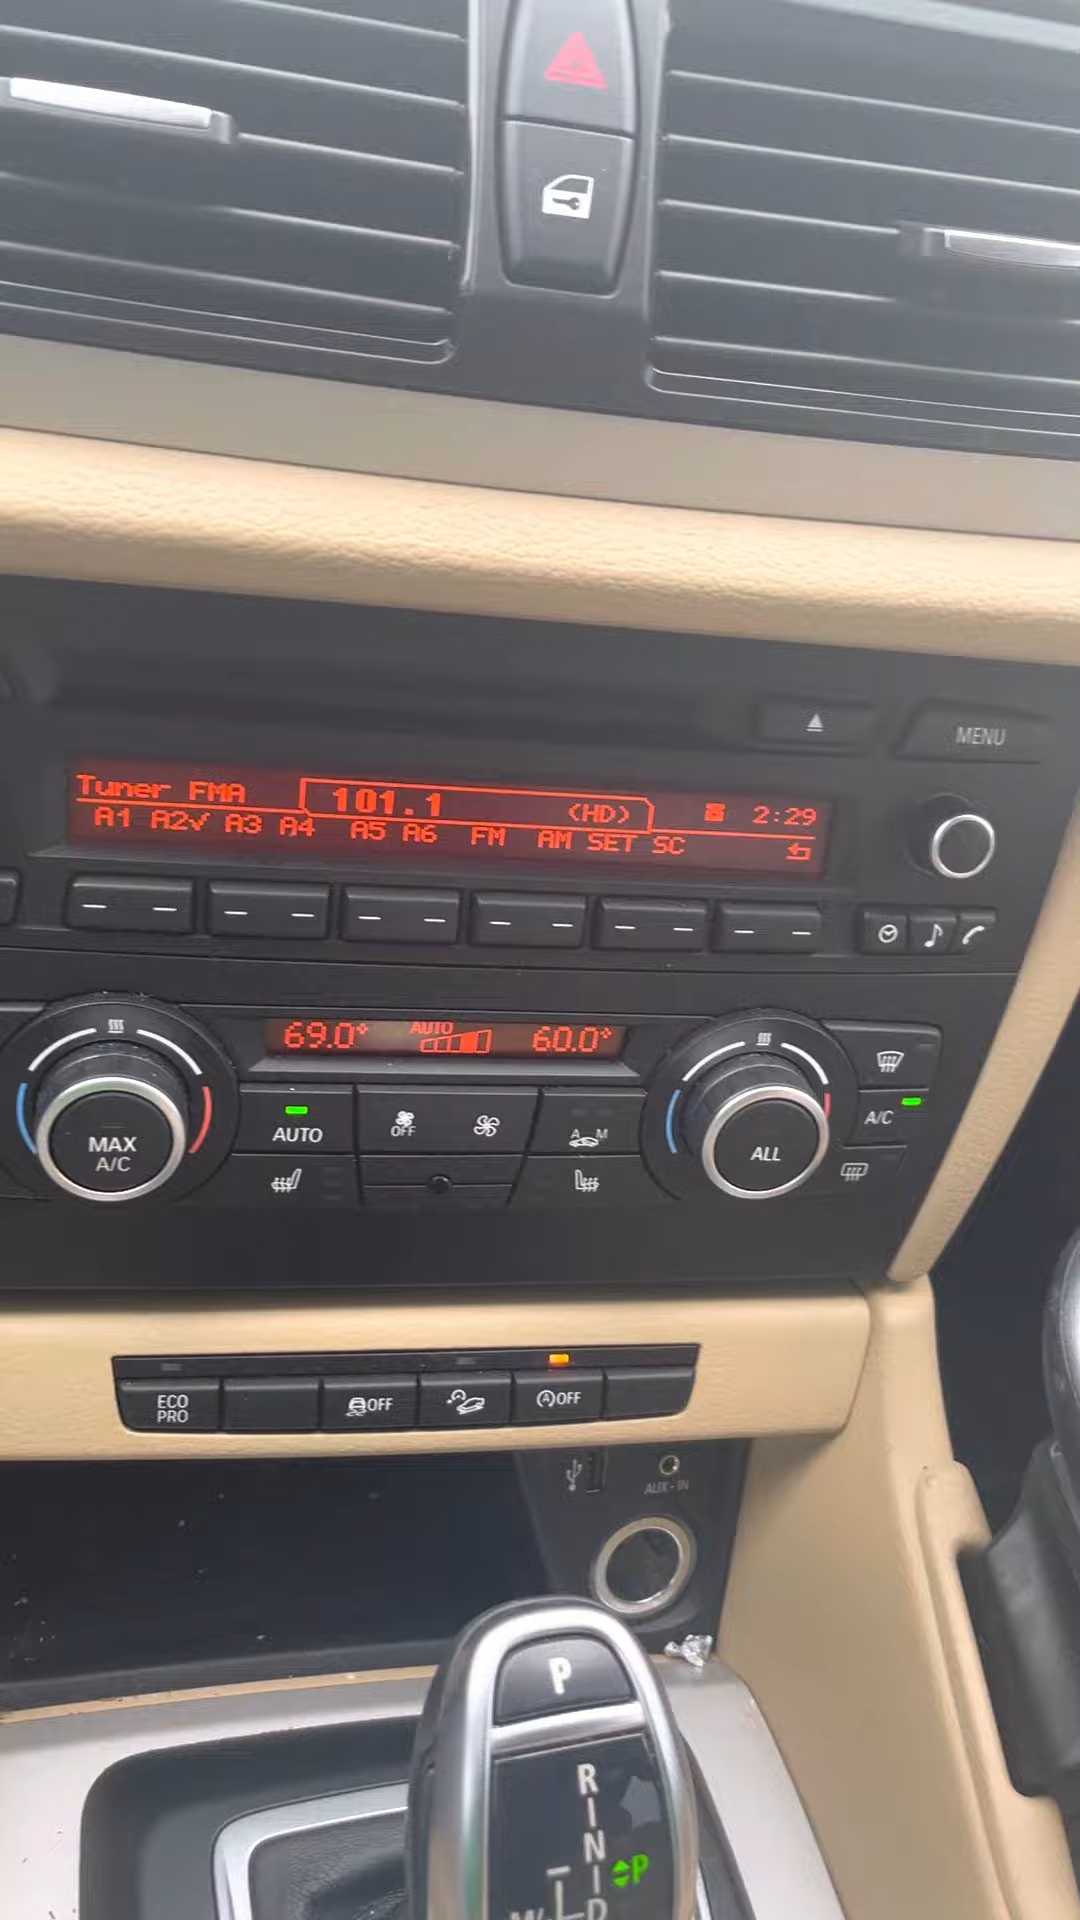 MENU
Tuner FMA 101.1 (HD) 2:29
A1 A2✓ A3 A4 A5 A6 FM AM SET SC
69.0° AUTO 60.0°
MAX
A/C
AUTO
OFF
A M
ALL
A/C
ECO
PRO
OFF
A OFF
AUX-IN
P
R
N
P
D